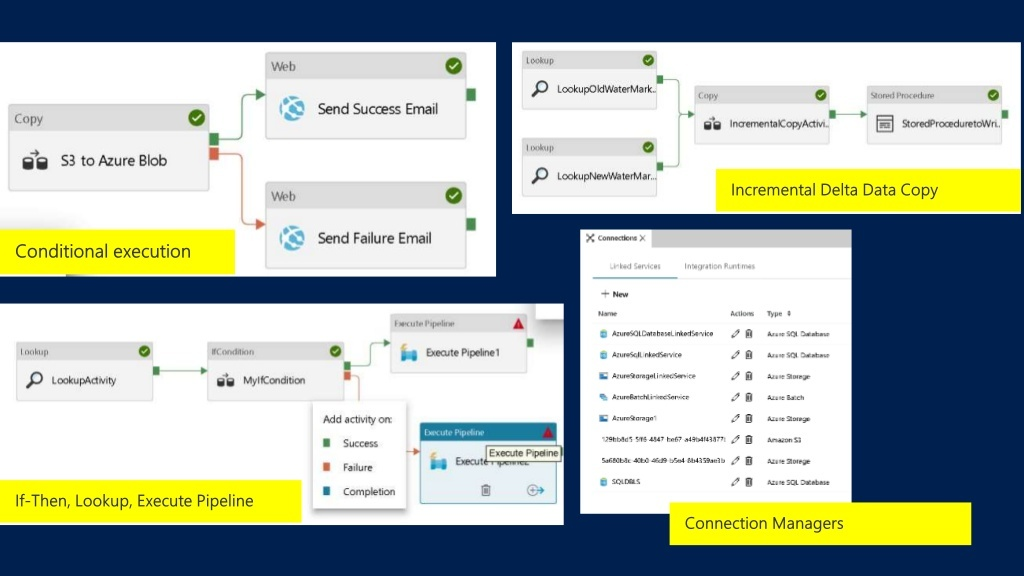 Copy
S3 to Azure Blob
Web
Send Success Email
Web
Send Failure Email
Conditional execution
Lookup
LookupOldWaterMark..
Lookup
LookupNewWaterMar...
Copy
IncrementalCopyActivi..
Stored Procedure
StoredProceduretoWri..
Incremental Delta Data Copy
Lookup
LookupActivity
IfCondition
MyIfCondition
Execute Pipeline
Execute Pipeline1
Add activity on:
Success
Failure
Completion
Execute Pipeline
Execute Pipeline
If-Then, Lookup, Execute Pipeline
Connections
Linked Services Integration Runtimes
New
Name Actions Type
AzureSQLDatabaseLinkedService Azure SQL Database
AzureSqlLinkedService Azure SQL Database
AzureStorageLinkedService Azure Storage
AzureBatchLinkedService Azure Batch
AzureStorage1 Azure Storage
Amazon S3
Azure Storage
SQLDBLS Azure SQL Database
Connection Managers